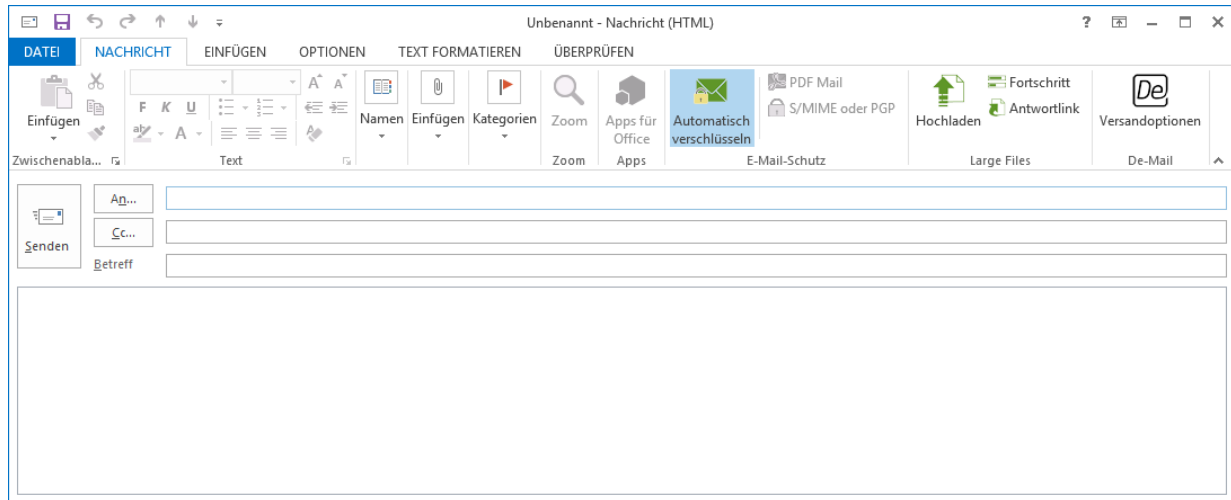 Unbenannt - Nachricht (HTML) ?
DATEI NACHRICHT EINFÜGEN OPTIONEN TEXT FORMATIEREN ÜBERPRÜFEN
Einfügen
F K U
ab A
A A
Namen Einfügen Kategorien
Zoom
Apps für
Office
Automatisch
verschlüsseln
PDF Mail
S/MIME oder PGP
Hochladen
Fortschritt
Antwortlink
De
Versandoptionen
Zwischenabla... Text Zoom Apps E-Mail-Schutz Large Files De-Mail
Senden
An...
Cc...
Betreff